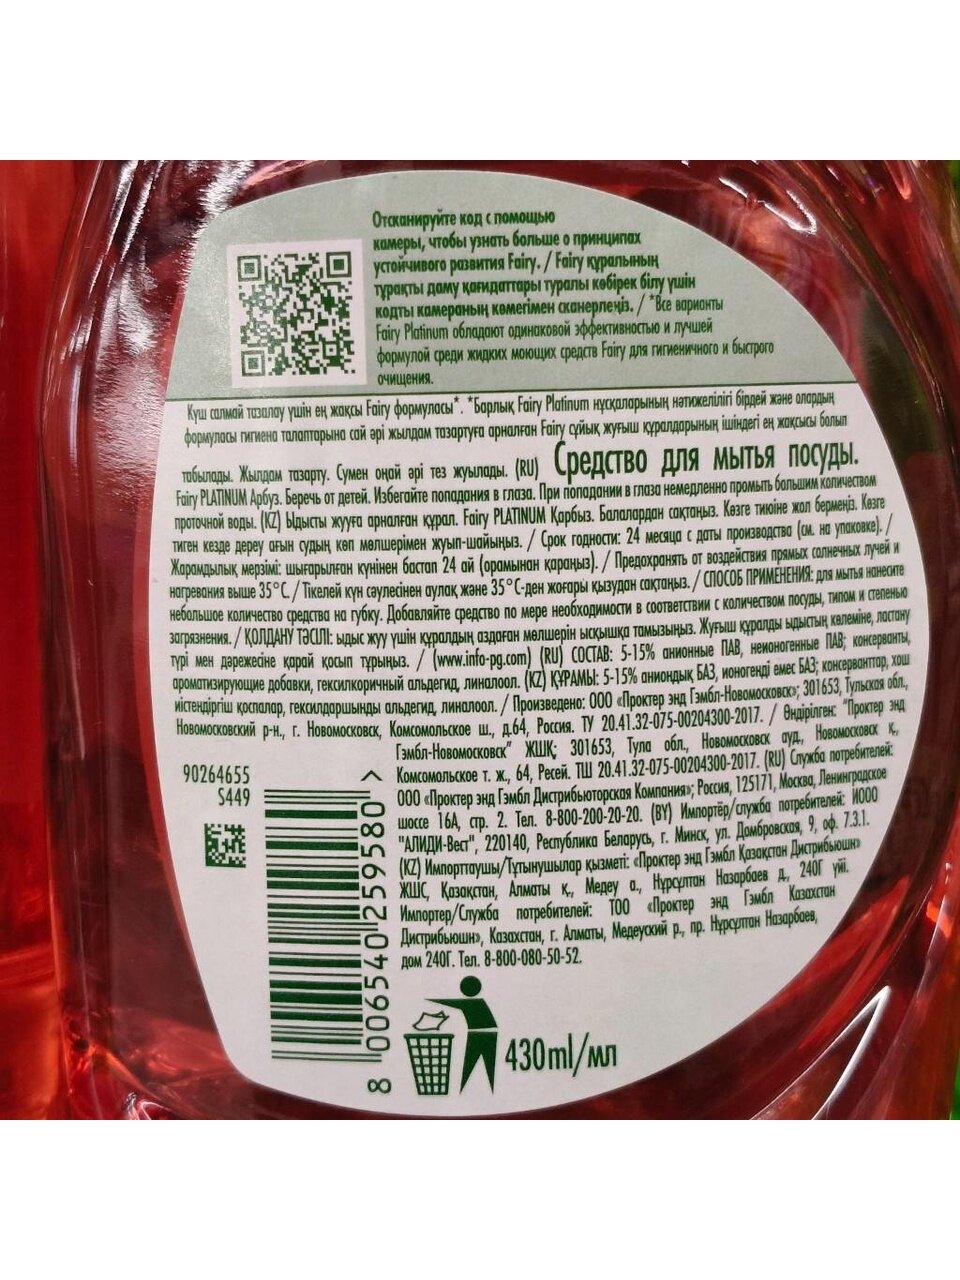 Отсканируйте код с помощью
камеры, чтобы узнать больше о принципах
устойчивого развития Fairy. / Fairy құралының
тұрақты даму қағидаттары туралы көбірек білу үшін
кодты камераның көмегімен сканерлеңіз. / *Все варианты
Fairy Platinum обладают одинаковой эффективностью и лучшей
формулой среди жидких моющих средств Fairy для гигиеничного и быстрого
очищения.
Күш салмай тазалау үшін ең жақсы Fairy формуласы*. *Барлық Fairy Platinum нұсқаларының нәтижелілігі бірдей және олардың
формуласы гигиена талаптарына сай әрі жылдам тазартуға арналған Fairy сұйық жуғыш құралдарының ішіндегі ең жақсысы болып
табылады. Жылдам тазарту. Сумен оңай әрі тез жуылады. (RU) Средство для мытья посуды.
Fairy PLATINUM Арбуз. Беречь от детей. Избегайте попадания в глаза. При попадании в глаза немедленно промыть большим количеством
проточной воды. (KZ) Ыдысты жууға арналған құрал. Fairy PLATINUM Қарбыз. Балалардан сақтаңыз. Көзге тиюіне жол бермеңіз. Көзге
тиген кезде дереу ағын судың көп мөлшерімен жуып-шайыңыз. / Срок годности: 24 месяца с даты производства (см. на упаковке). /
Жарамдылық мерзімі: шығарылған күнінен бастап 24 ай (орамынан қараңыз). / Предохранять от воздействия прямых солнечных лучей и
нагревания выше 35°C. / Тікелей күн сәулесінен аулақ және 35°C-ден жоғары қызудан сақтаңыз. / СПОСОБ ПРИМЕНЕНИЯ: для мытья нанесите
небольшое количество средства на губку. Добавляйте средство по мере необходимости в соответствии с количеством посуды, типом и степенью
загрязнения. / ҚОЛДАНУ ТӘСІЛІ: ыдыс жуу үшін құралдың аздаған мөлшерін ысқышқа тамызыңыз. Жуғыш құралды ыдыстың көлеміне, ластану
түрі мен дәрежесіне қарай қосып тұрыңыз. / (www.info-pg.com) (RU) СОСТАВ: 5-15% анионные ПАВ, неионогенные ПАВ; консерванты,
ароматизирующие добавки, гексилкоричный альдегид, линалоол. (KZ) ҚҰРАМЫ: 5-15% аниондық БАЗ, ионогенді емес БАЗ; консерванттар, хош
иістендіргіш қоспалар, гексилдаршынды альдегид, линалоол. / Произведено: ООО «Проктер энд Гэмбл-Новомосковск»; 301653, Тульская обл.,
Новомосковский р-н., г. Новомосковск, Комсомольское ш., д.64, Россия. ТУ 20.41.32-075-00204300-2017. / Өндірілген: "Проктер энд
Гэмбл-Новомосковск" ЖШҚ; 301653, Тула обл., Новомосковск ауд., Новомосковск қ.,
Комсомольское т. ж., 64, Ресей. ТШ 20.41.32-075-00204300-2017. (RU) Служба потребителей:
ООО «Проктер энд Гэмбл Дистрибьюторская Компания»; Россия, 125171, Москва, Ленинградское
шоссе 16А, стр. 2. Тел. 8-800-200-20-20. (BY) Импортёр/служба потребителей: ИООО
"АЛИДИ-Вест", 220140, Республика Беларусь, г. Минск, ул. Домбровская, 9, оф. 7.3.1.
(KZ) Импорттаушы/Тұтынушылар қызметі: «Проктер энд Гэмбл Қазақстан Дистрибьюшн»
ЖШС, Қазақстан, Алматы қ., Медеу а., Нұрсұлтан Назарбаев д., 240Г үйі.
Импортер/Служба потребителей: ТОО «Проктер энд Гэмбл Казахстан
Дистрибьюшн», Казахстан, г. Алматы, Медеуский р., пр. Нұрсұлтан Назарбаев,
дом 240Г. Тел. 8-800-080-50-52.
90264655
S449
8 006540 259580 >
430ml/мл